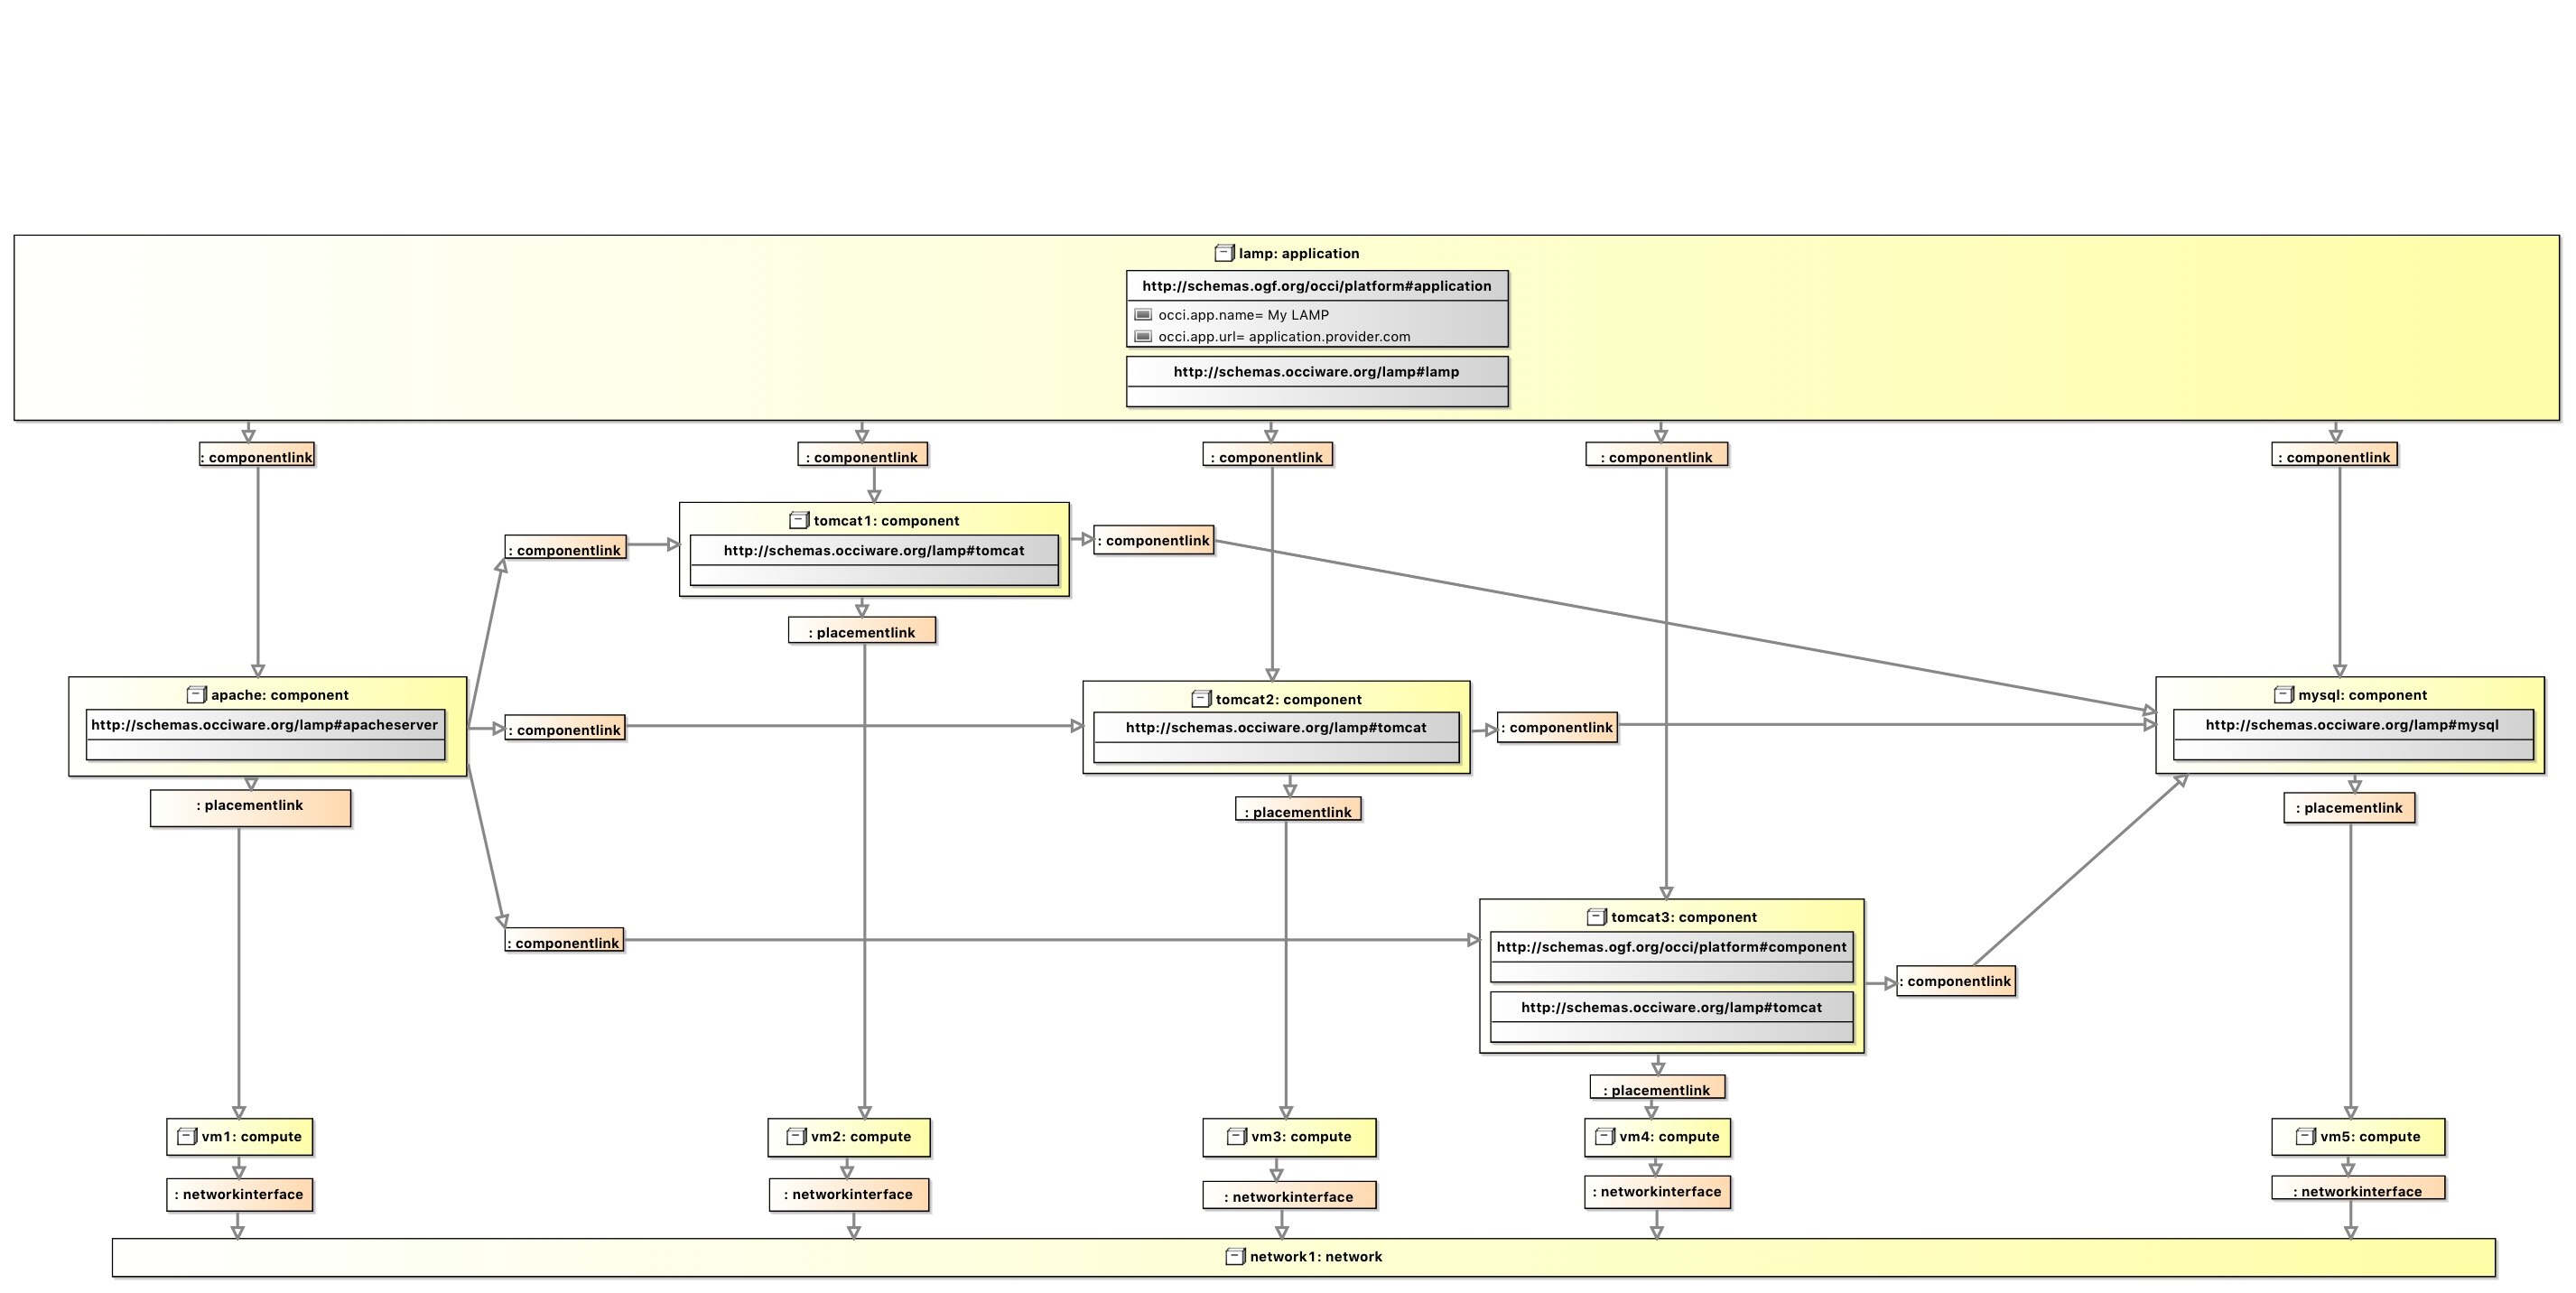 lamp: application
http://schemas.ogf.org/occi/platform#application
occi.app.name= My LAMP
occi.app.url= application.provider.com
http://schemas.occiware.org/lamp#lamp
: componentlink
: componentlink
: componentlink
: componentlink
: componentlink
tomcat1: component
http://schemas.occiware.org/lamp#tomcat
: componentlink
: componentlink
: placementlink
apache: component
http://schemas.occiware.org/lamp#apacheserver
: componentlink
tomcat2: component
http://schemas.occiware.org/lamp#tomcat
: componentlink
mysql: component
http://schemas.occiware.org/lamp#mysql
: placementlink
: placementlink
: placementlink
: componentlink
tomcat3: component
http://schemas.ogf.org/occi/platform#component
http://schemas.occiware.org/lamp#tomcat
: componentlink
: placementlink
vm1: compute
vm2: compute
vm3: compute
vm4: compute
vm5: compute
: networkinterface
: networkinterface
: networkinterface
: networkinterface
: networkinterface
network1: network